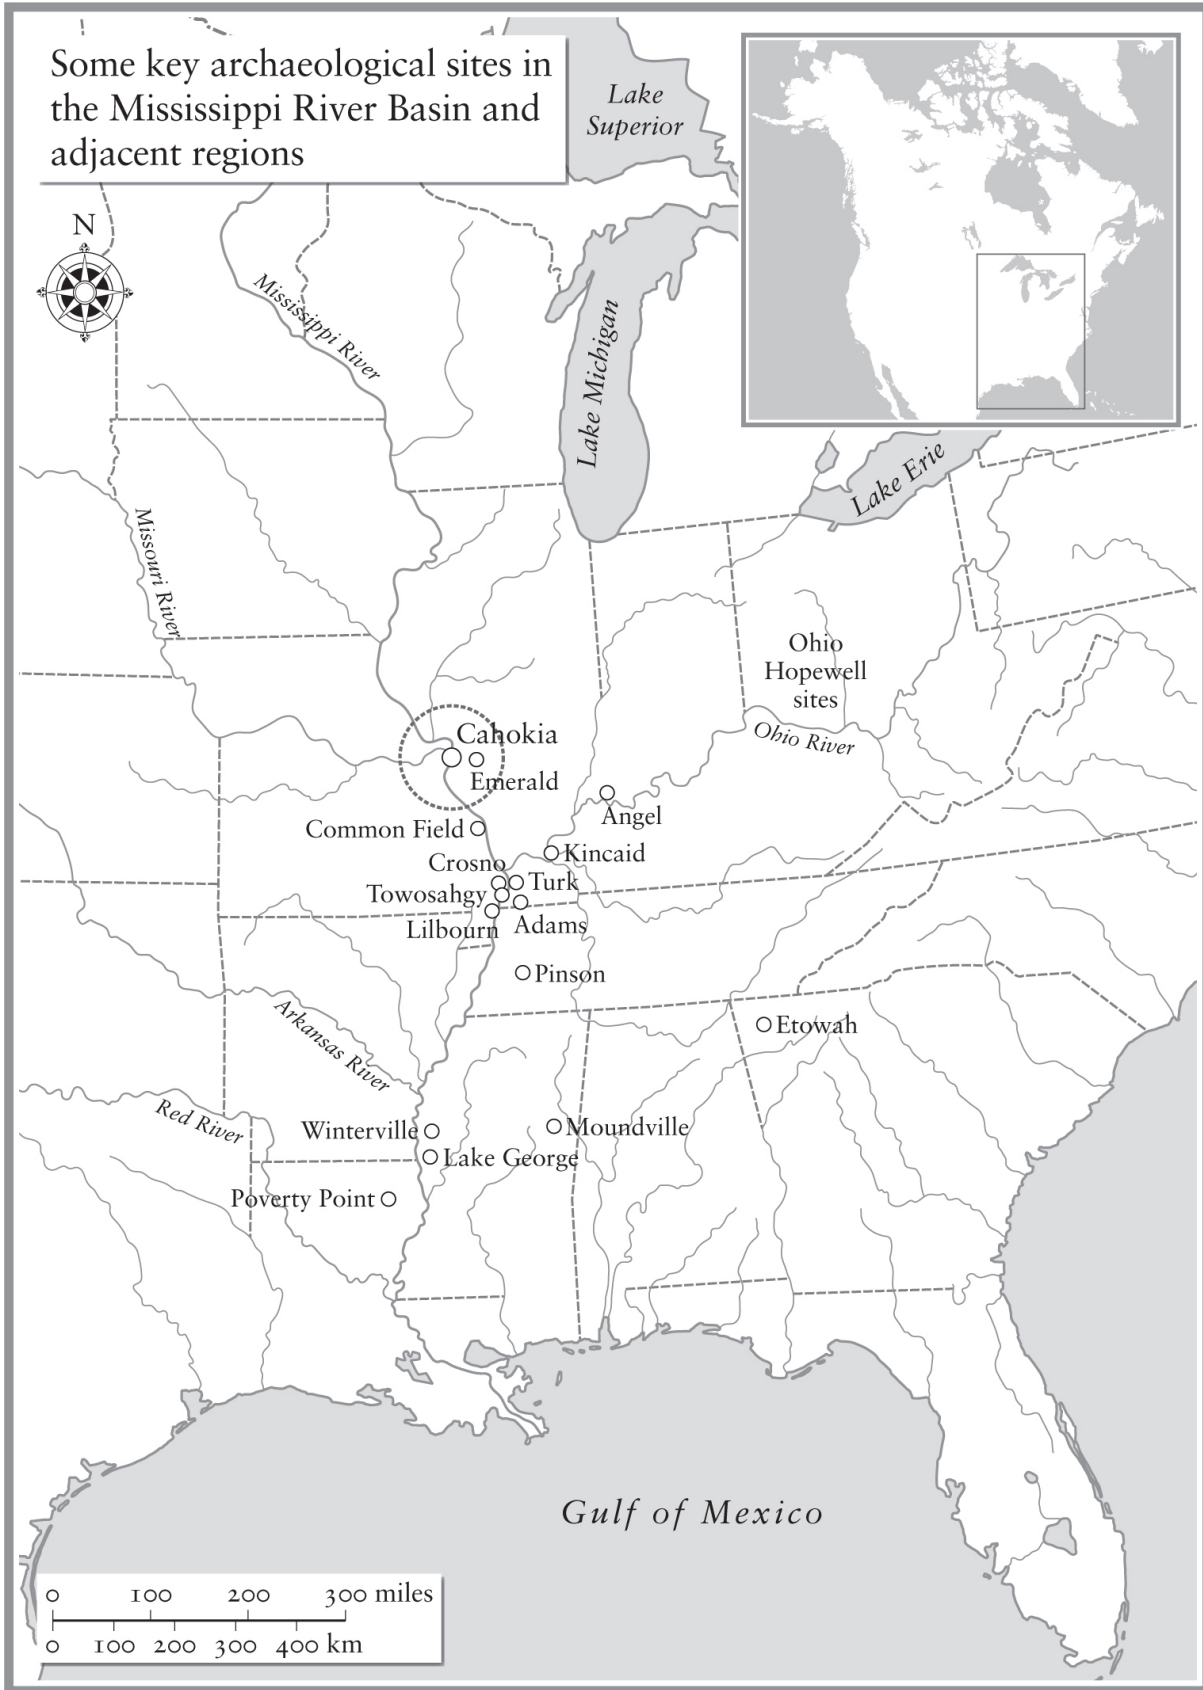 Some key archaeological sites in
the Mississippi River Basin and
adjacent regions
N
Lake
Superior
Mississippi River
Lake Michigan
Lake Erie
Missouri River
Ohio
Hopewell
sites
Ohio River
Cahokia
Emerald
Angel
Common Field
Kincaid
Crosno
Turk
Towosahgy
Adams
Lilbourn
Pinson
Arkansas River
Etowah
Red River
Winterville
Moundville
Lake George
Poverty Point
Gulf of Mexico
0 100 200 300 miles
0 100 200 300 400 km